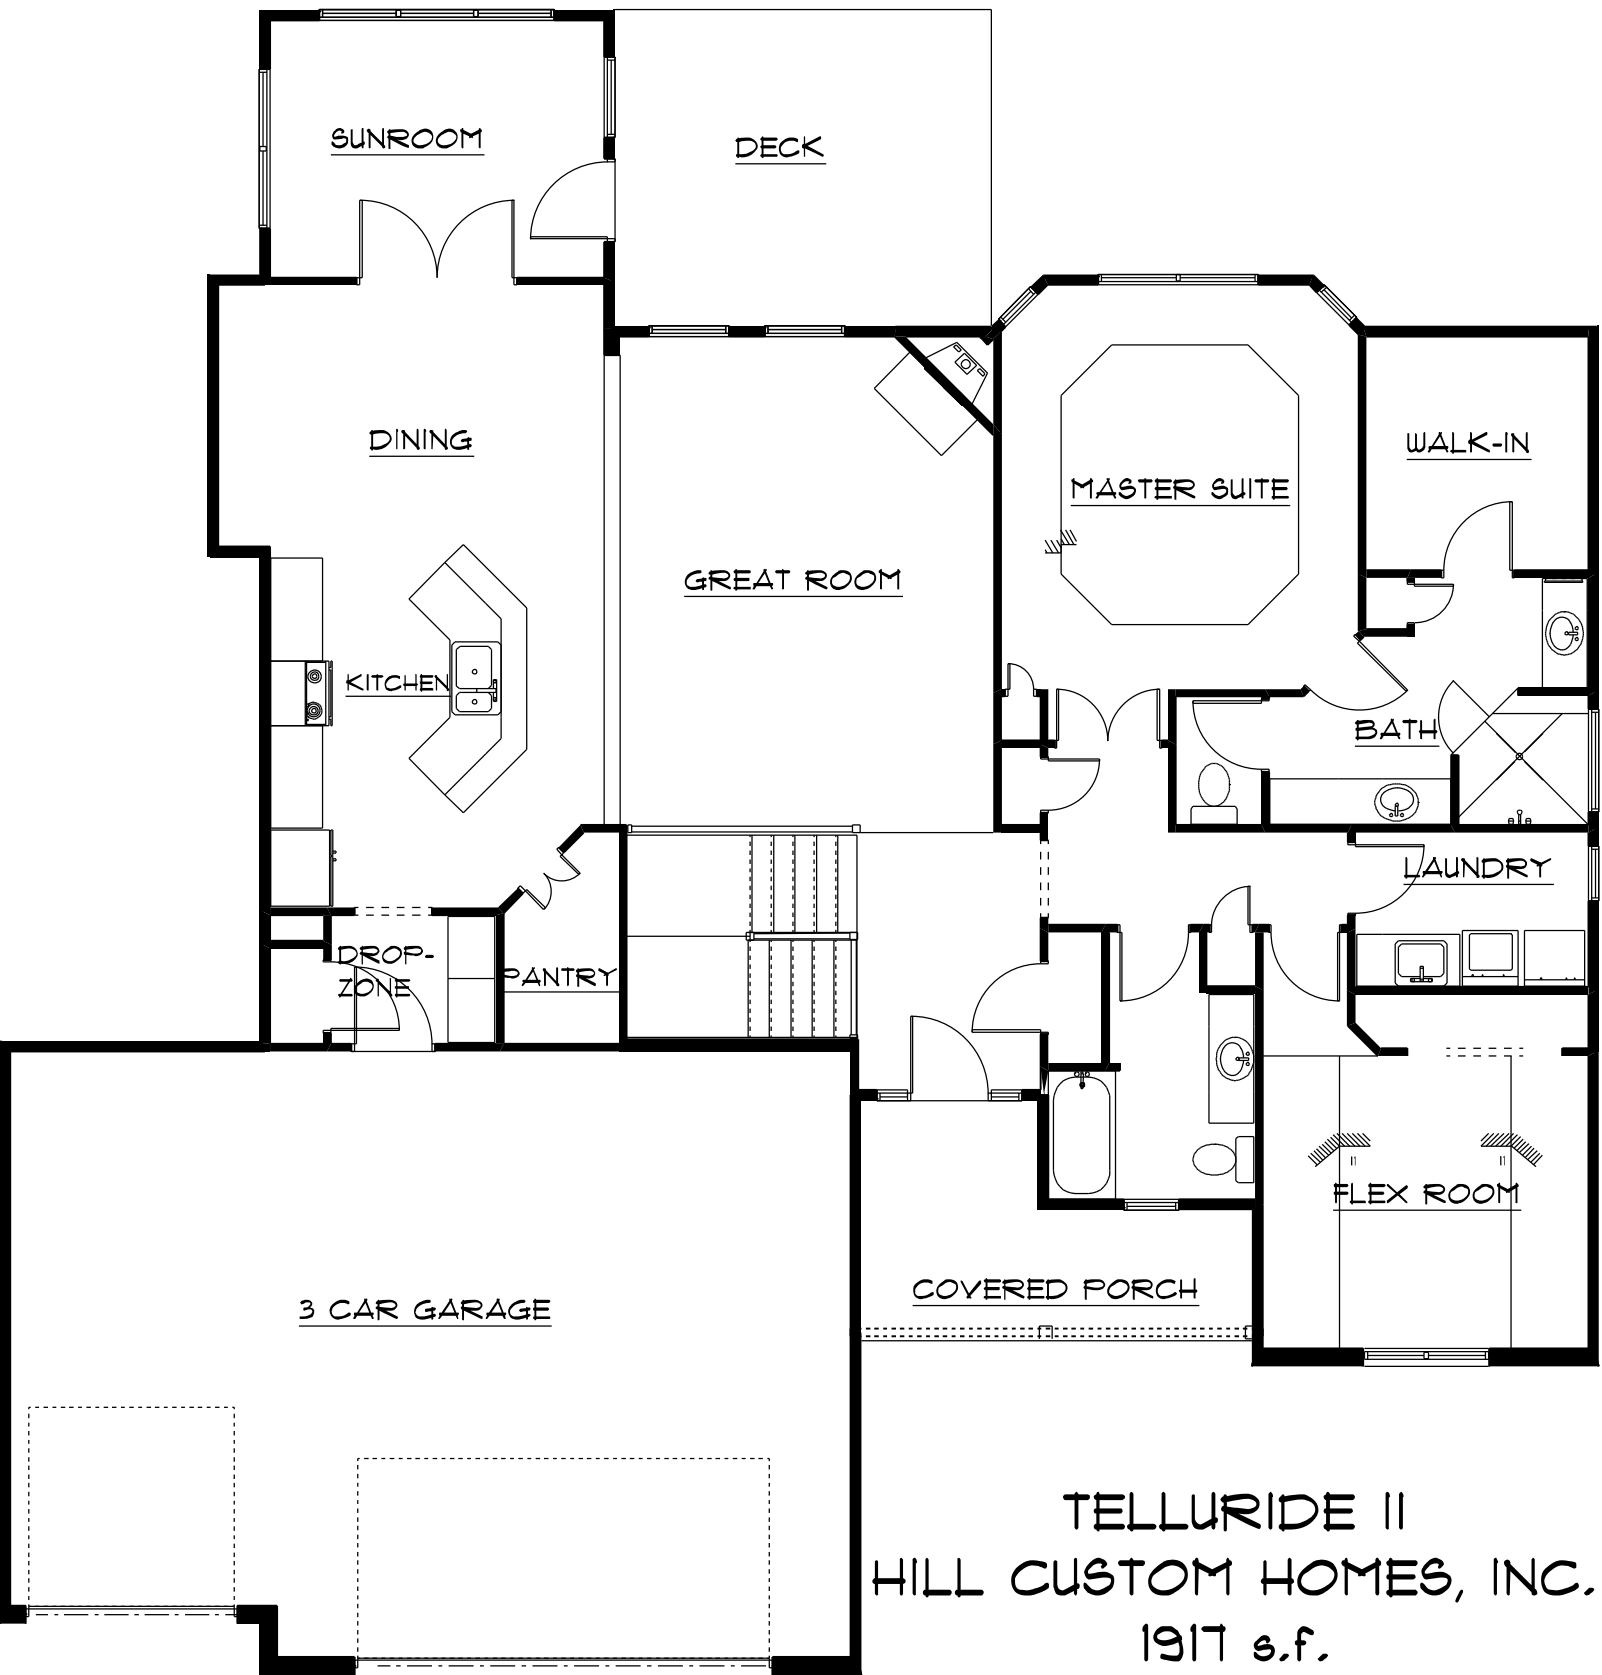 SUNROOM
DECK
DINING
WALK-IN
MASTER SUITE
GREAT ROOM
KITCHEN
BATH
LAUNDRY
DROP-
ZONE
PANTRY
FLEX ROOM
COVERED PORCH
3 CAR GARAGE
TELLURIDE II
HILL CUSTOM HOMES, INC.
1917 s.f.